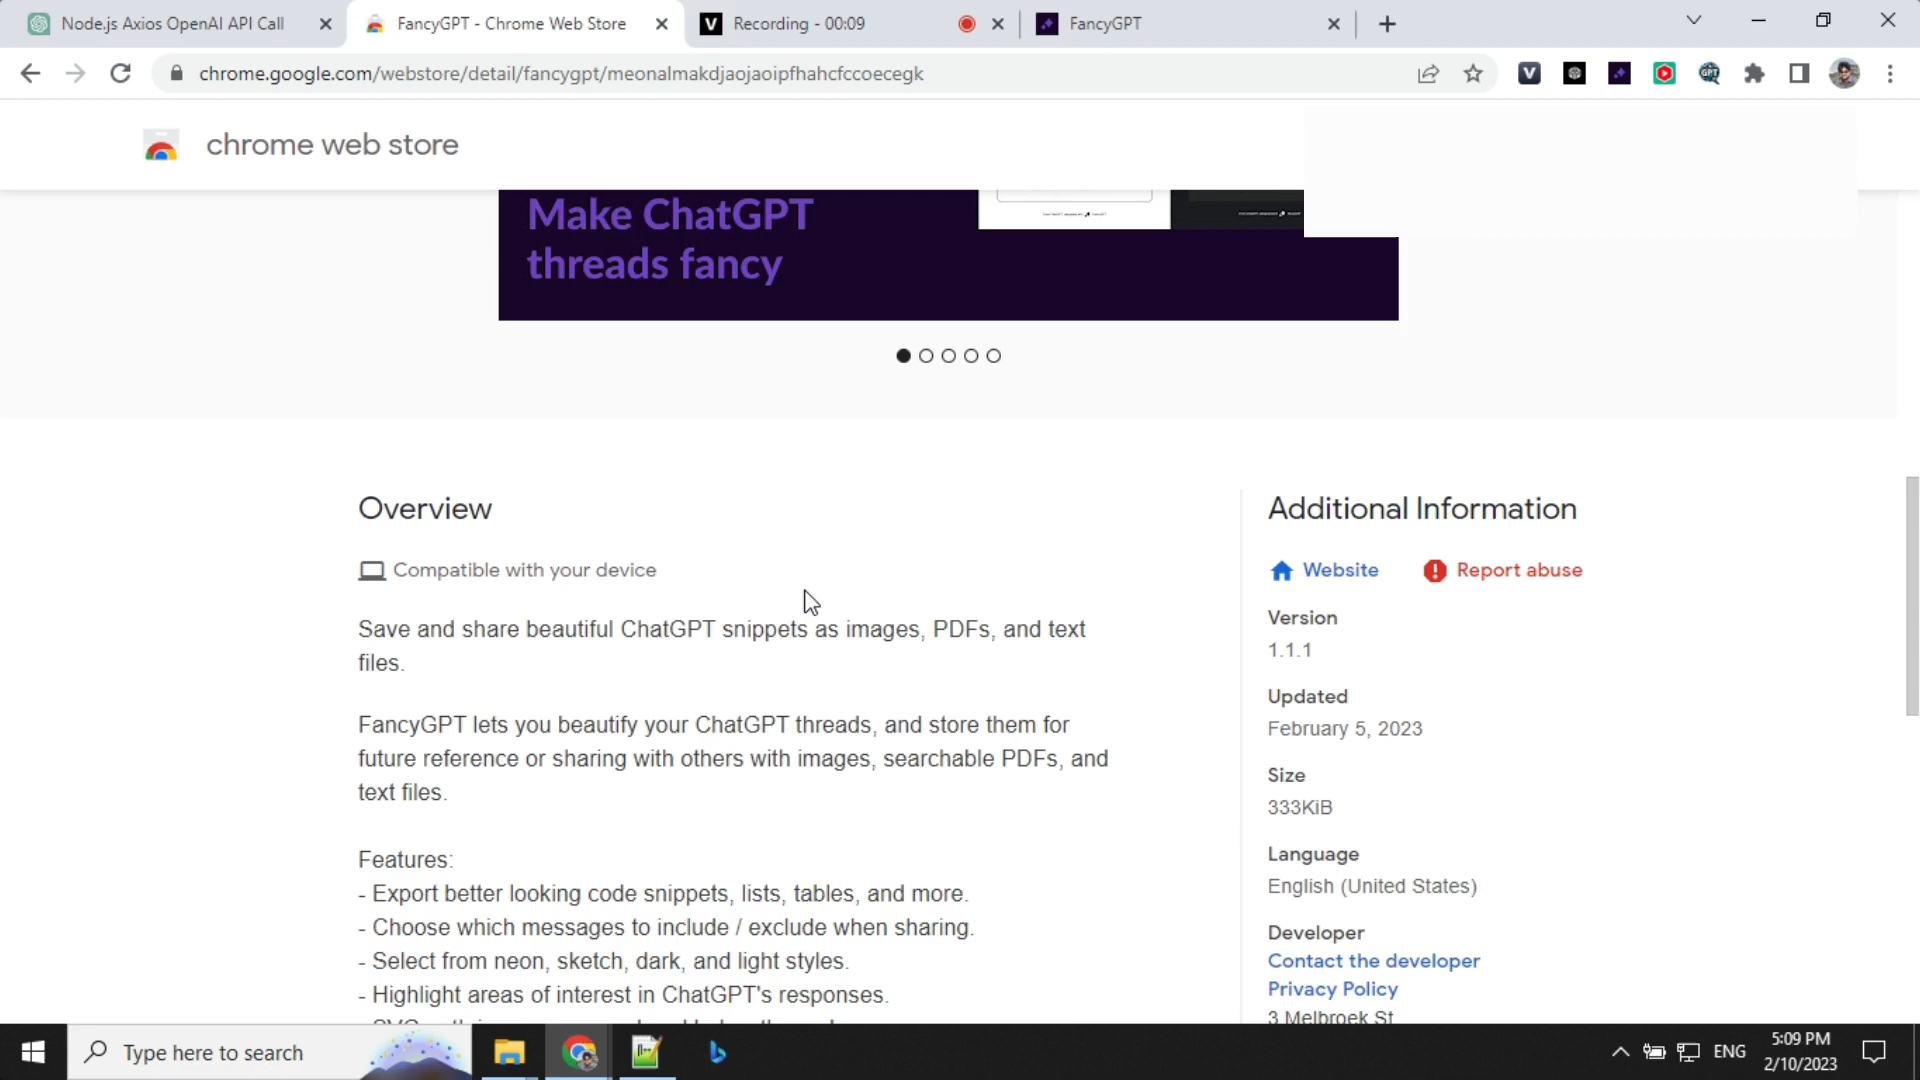 Node.js Axios OpenAI API Call
FancyGPT - Chrome Web Store
Recording - 00:09
FancyGPT
chrome.google.com/webstore/detail/fancygpt/meonalmakdjaojaoipfhahcfccoecegk
chrome web store
Make ChatGPT
threads fancy
Overview
Compatible with your device
Save and share beautiful ChatGPT snippets as images, PDFs, and text
files.
FancyGPT lets you beautify your ChatGPT threads, and store them for
future reference or sharing with others with images, searchable PDFs, and
text files.
Features:
- Export better looking code snippets, lists, tables, and more.
- Choose which messages to include / exclude when sharing.
- Select from neon, sketch, dark, and light styles.
- Highlight areas of interest in ChatGPT's responses.
Additional Information
Website
Report abuse
Version
1.1.1
Updated
February 5, 2023
Size
333KiB
Language
English (United States)
Developer
Contact the developer
Privacy Policy
3 Melbroek St
Type here to search
ENG
5:09 PM
2/10/2023